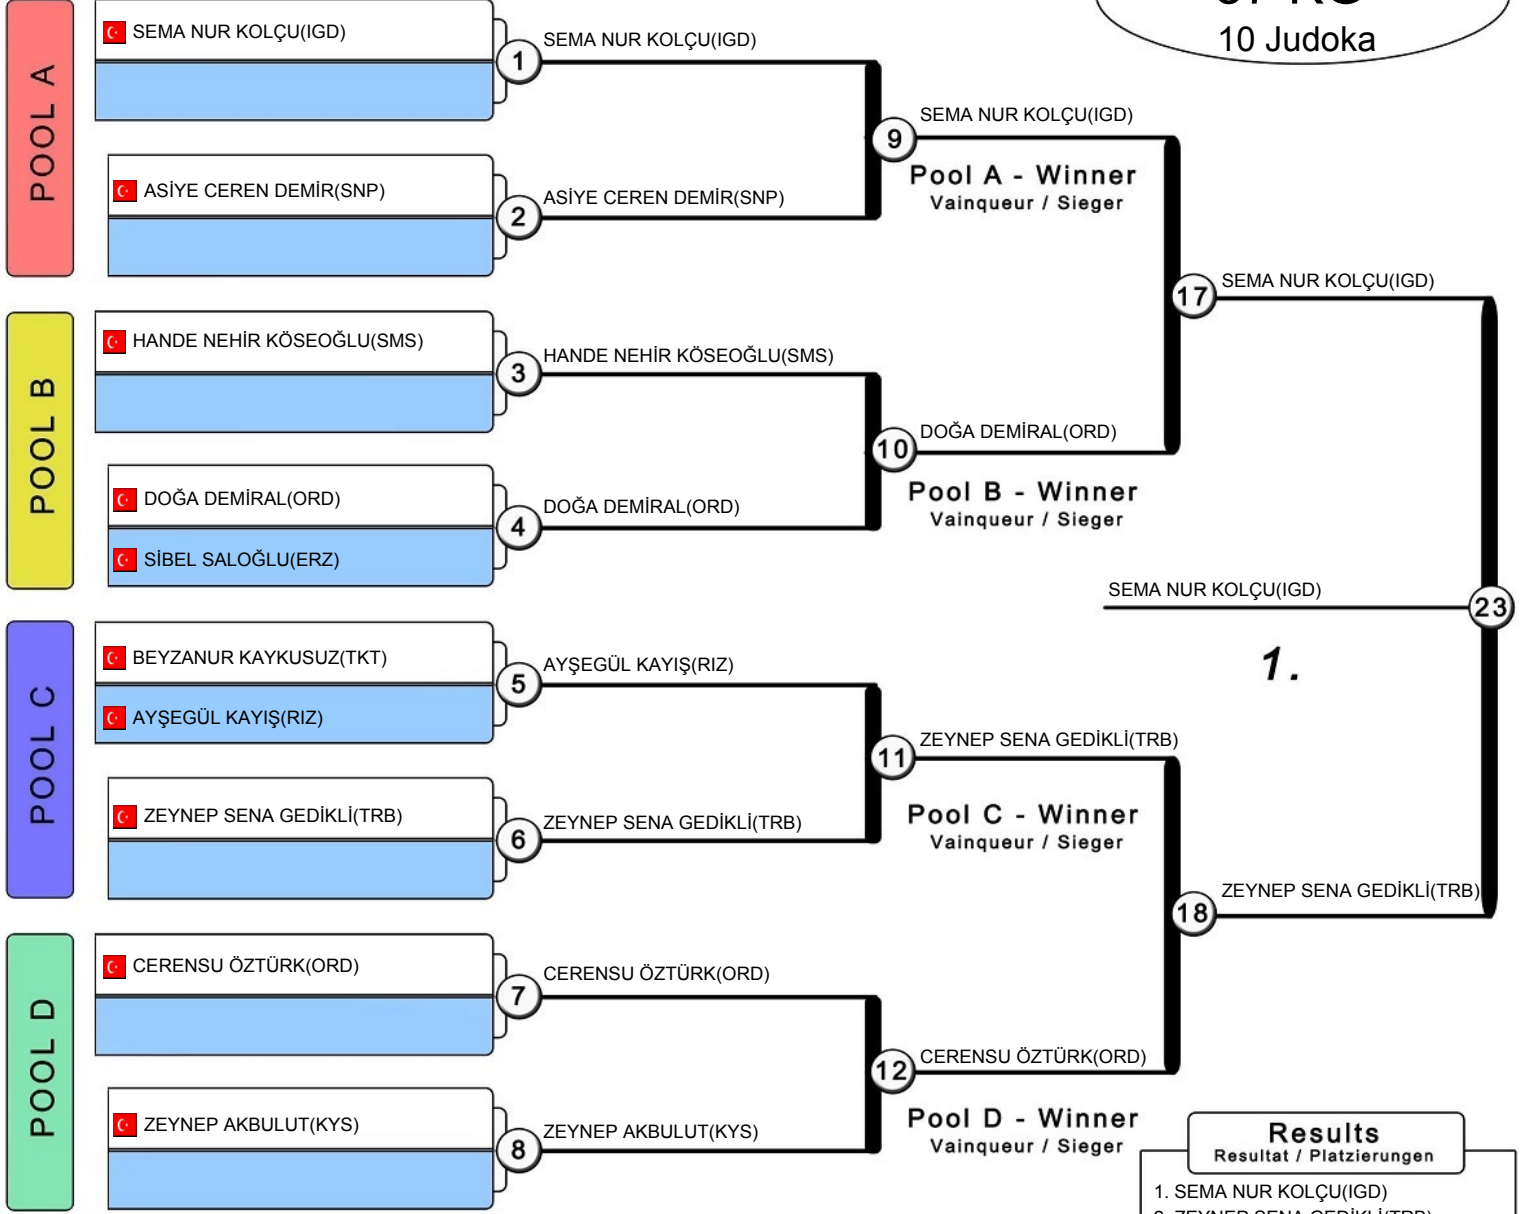 10 Judoka
POOL A
SEMA NUR KOLÇU(IGD)
1
SEMA NUR KOLÇU(IGD)
ASİYE CEREN DEMİR(SNP)
2
ASİYE CEREN DEMİR(SNP)
9
SEMA NUR KOLÇU(IGD)
Pool A - Winner
Vainqueur / Sieger
POOL B
HANDE NEHİR KÖSEOĞLU(SMS)
3
HANDE NEHİR KÖSEOĞLU(SMS)
DOĞA DEMİRAL(ORD)
SİBEL SALOĞLU(ERZ)
4
DOĞA DEMİRAL(ORD)
10
DOĞA DEMİRAL(ORD)
Pool B - Winner
Vainqueur / Sieger
17
SEMA NUR KOLÇU(IGD)
POOL C
BEYZANUR KAYKUSUZ(TKT)
AYŞEGÜL KAYIŞ(RIZ)
5
AYŞEGÜL KAYIŞ(RIZ)
ZEYNEP SENA GEDİKLİ(TRB)
6
ZEYNEP SENA GEDİKLİ(TRB)
11
ZEYNEP SENA GEDİKLİ(TRB)
Pool C - Winner
Vainqueur / Sieger
POOL D
CERENSU ÖZTÜRK(ORD)
7
CERENSU ÖZTÜRK(ORD)
ZEYNEP AKBULUT(KYS)
8
ZEYNEP AKBULUT(KYS)
12
CERENSU ÖZTÜRK(ORD)
Pool D - Winner
Vainqueur / Sieger
18
ZEYNEP SENA GEDİKLİ(TRB)
SEMA NUR KOLÇU(IGD)
23
1.
Results
Resultat / Platzierungen
1. SEMA NUR KOLÇU(IGD)
2. ZEYNEP SENA GEDİKLİ(TRB)